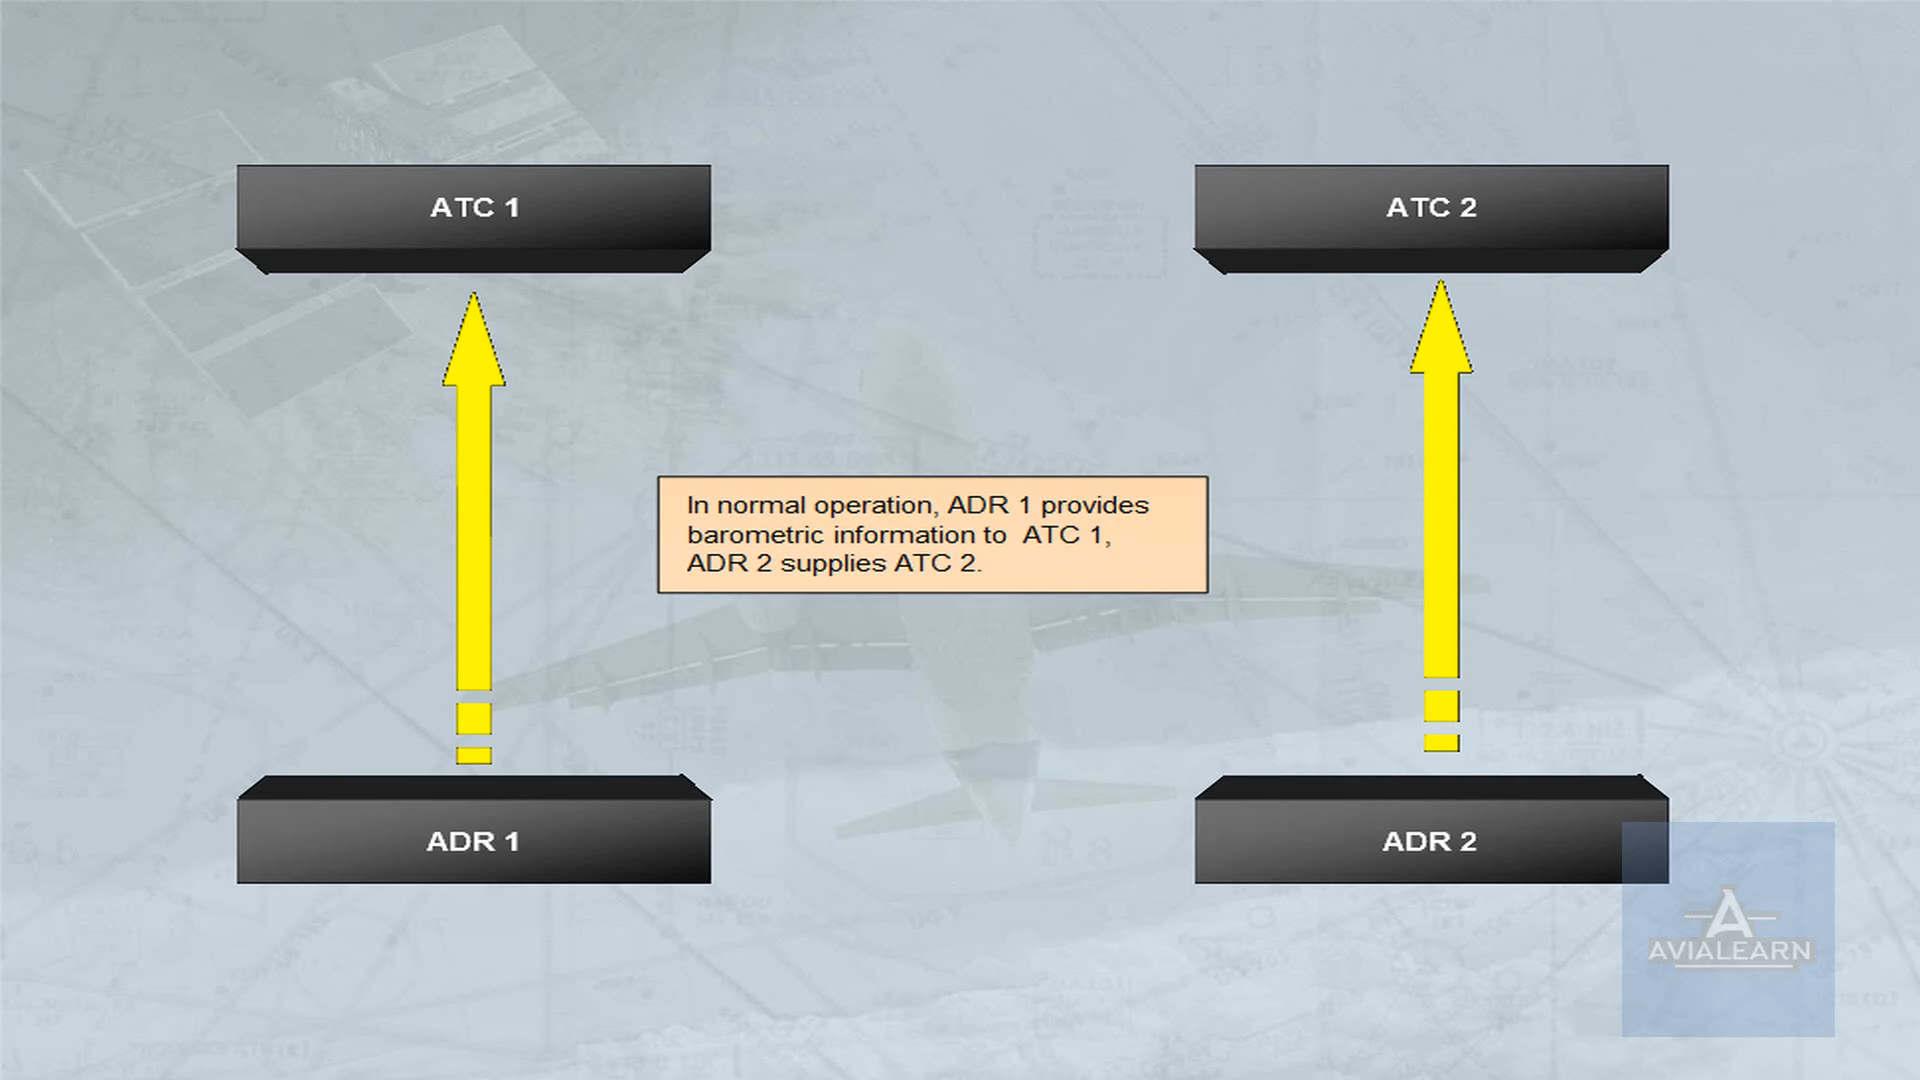 ATC 1
ATC 2
In normal operation, ADR 1 provides
barometric information to ATC 1,
ADR 2 supplies ATC 2.
ADR 1
ADR 2
AVIALEARN